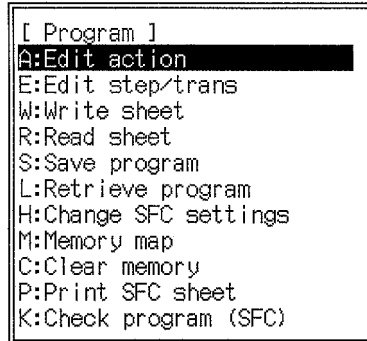 [ Program ]
A:Edit action
E:Edit step/trans
W:Write sheet
R:Read sheet
S:Save program
L:Retrieve program
H:Change SFC settings
M:Memory map
C:Clear memory
P:Print SFC sheet
K:Check program (SFC)